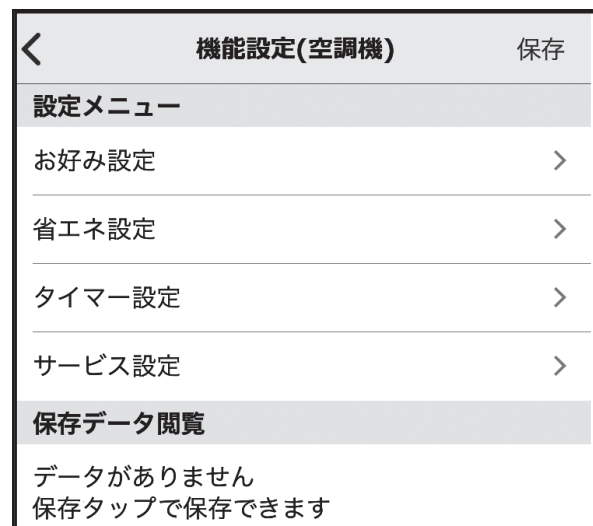 機能設定(空調機) 保存
設定メニュー
お好み設定
省エネ設定
タイマー設定
サービス設定
保存データ閲覧
データがありません
保存タップで保存できます